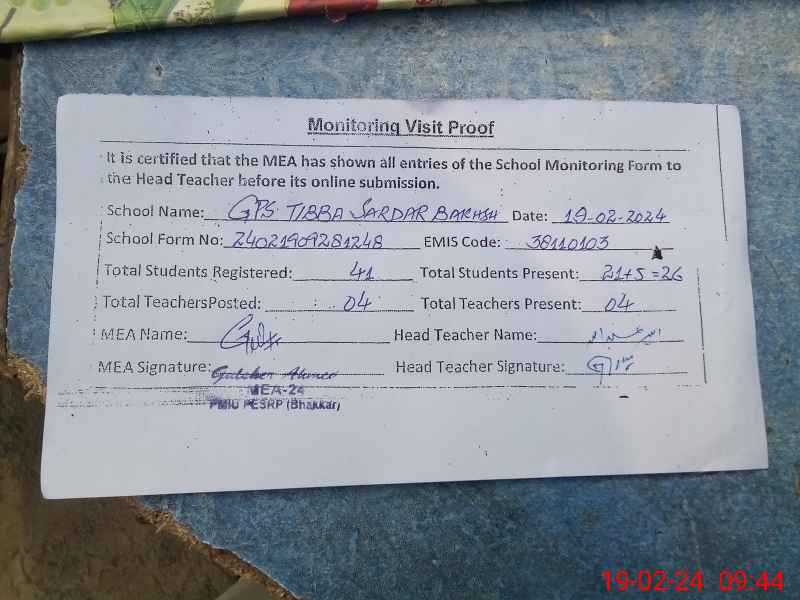 Monitoring Visit Proof
It is certified that the MEA has shown all entries of the School Monitoring Form to
the Head Teacher before its online submission.
School Name: GPS TIBBA SARDAR BAKHSH Date: 19-02-2024
School Form No: 24021909281248 EMIS Code: 38110103
Total Students Registered: 41 Total Students Present: 21+5=26
Total TeachersPosted: 04 Total Teachers Present: 04
MEA Name: Head Teacher Name:
MEA Signature: Gulsher Ahmed Head Teacher Signature:
MEA-24
PMIU PESRP (Bhakkar)
19-02-24 09:44